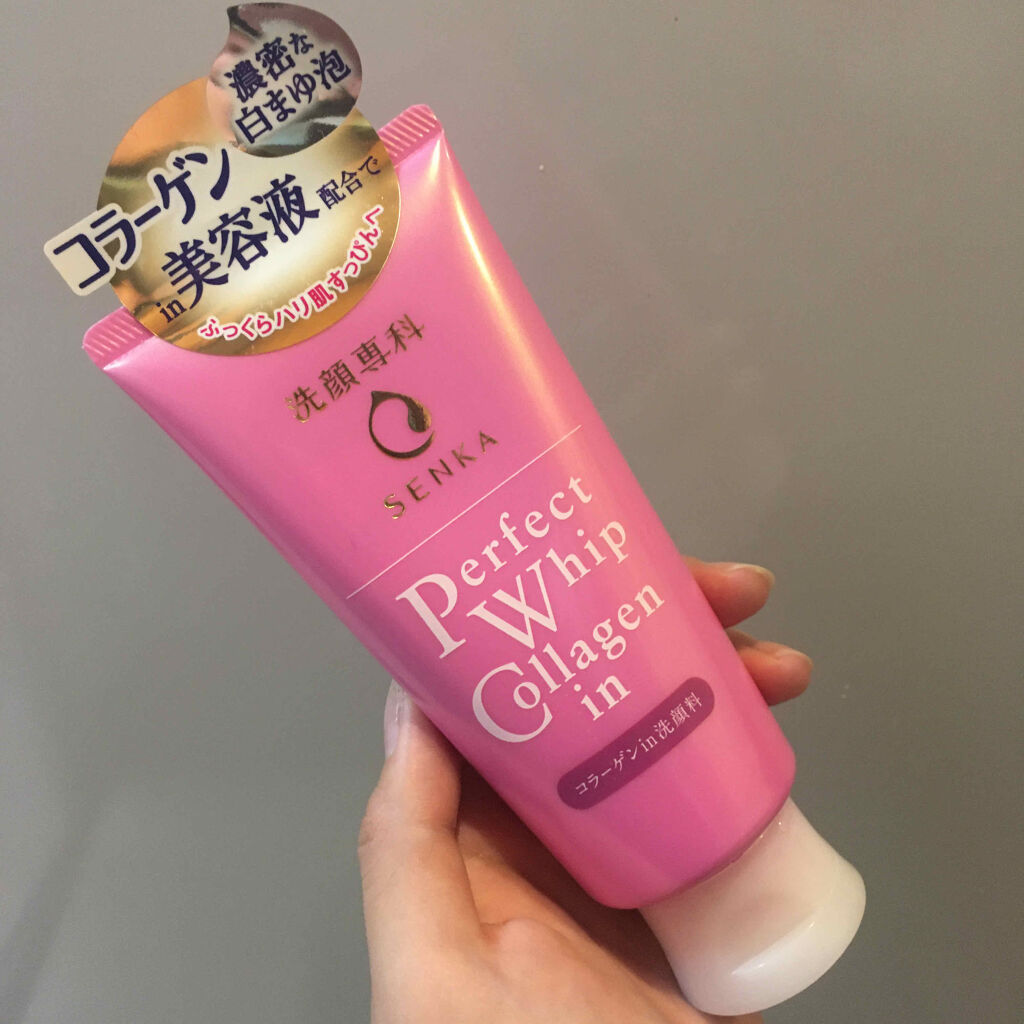 濃密な
白まゆ泡
コラーゲン
in美容液配合で
ぷっくらハリ肌すっぴんへ
洗顔専科
SENKA
Perfect
Whip
Collagen
in
コラーゲンin洗顔料